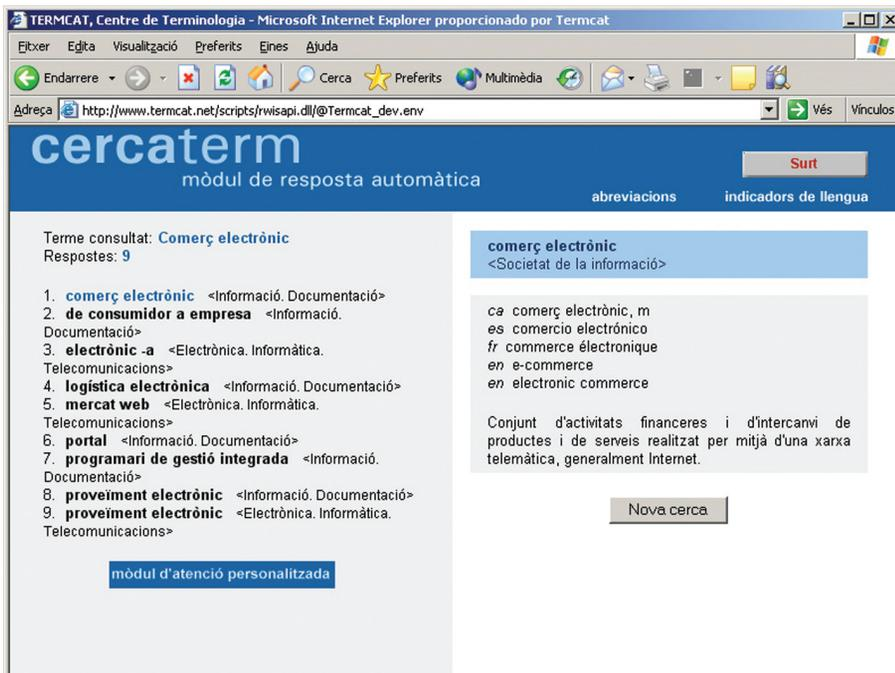 TERMCAT, Centre de Terminologia - Microsoft Internet Explorer proporcionado por Termcat
Fitxer Edita Visualització Preferits Eines Ajuda
Endarrere Cerca Preferits Multimèdia
Adreça http://www.termcat.net/scripts/rwisapi.dll/@Termcat_dev.env Vés Vínculos
cercaterm
mòdul de resposta automàtica
Surt
abreviacions indicadors de llengua
Terme consultat: Comerç electrònic
Respostes: 9
1. comerç electrònic <Informació. Documentació>
2. de consumidor a empresa <Informació.
Documentació>
3. electrònic -a <Electrònica. Informàtica.
Telecomunicacions>
4. logística electrònica <Informació. Documentació>
5. mercat web <Electrònica. Informàtica.
Telecomunicacions>
6. portal <Informació. Documentació>
7. programari de gestió integrada <Informació.
Documentació>
8. proveïment electrònic <Informació. Documentació>
9. proveïment electrònic <Electrònica. Informàtica.
Telecomunicacions>
mòdul d'atenció personalitzada
comerç electrònic
<Societat de la informació>
ca comerç electrònic, m
es comercio electrónico
fr commerce électronique
en e-commerce
en electronic commerce
Conjunt d'activitats financeres i d'intercanvi de
productes i de serveis realitzat per mitjà d'una xarxa
telemàtica, generalment Internet.
Nova cerca